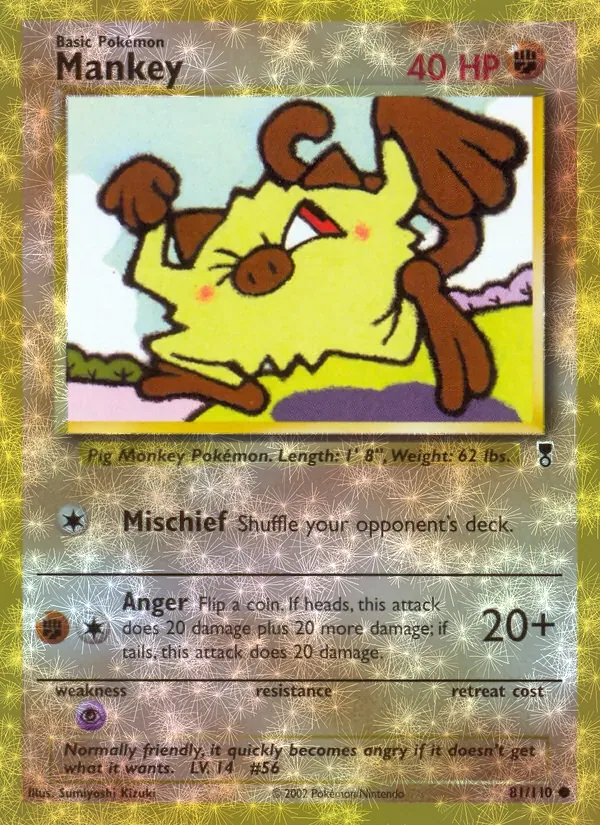 Basic Pokémon
Mankey
40 HP
Pig Monkey Pokémon. Length: 1' 8", Weight: 62 lbs.
Mischief Shuffle your opponent's deck.
Anger Flip a coin. If heads, this attack
does 20 damage plus 20 more damage; if
tails, this attack does 20 damage.
20+
weakness resistance retreat cost
Normally friendly, it quickly becomes angry if it doesn't get
what it wants. LV. 14 #56
Illus. Sumiyoshi Kizuki © 2002 Pokémon/Nintendo 81/110